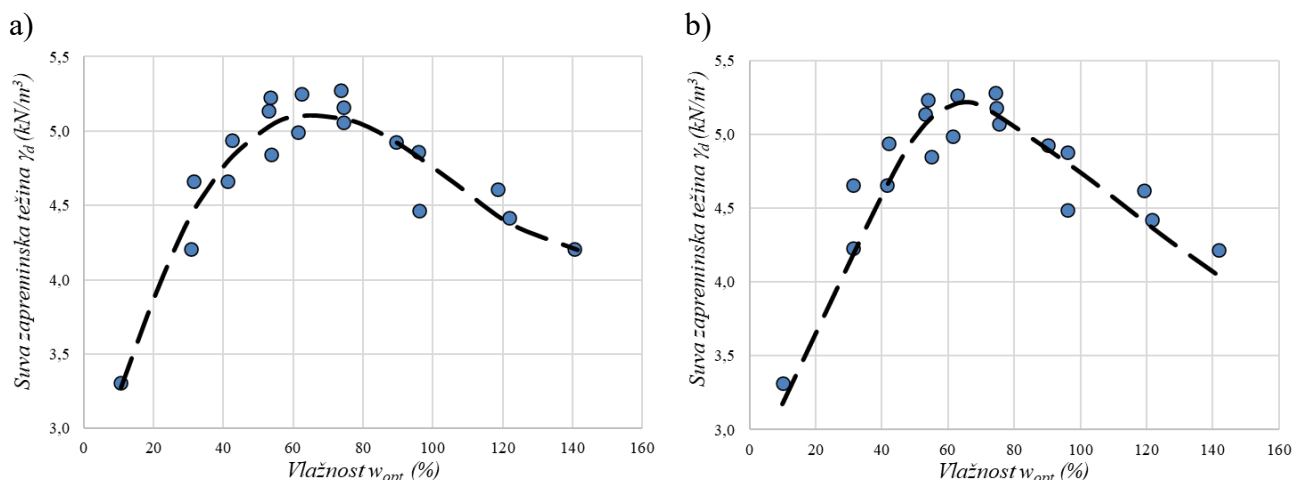 a)
Suva zapreminska težina γd (kN/m³)
5,5
5,0
4,5
4,0
3,5
3,0
0 20 40 60 80 100 120 140 160
Vlažnost wopt (%)
b)
Suva zapreminska težina γd (kN/m³)
5,5
5,0
4,5
4,0
3,5
3,0
0 20 40 60 80 100 120 140 160
Vlažnost wopt (%)